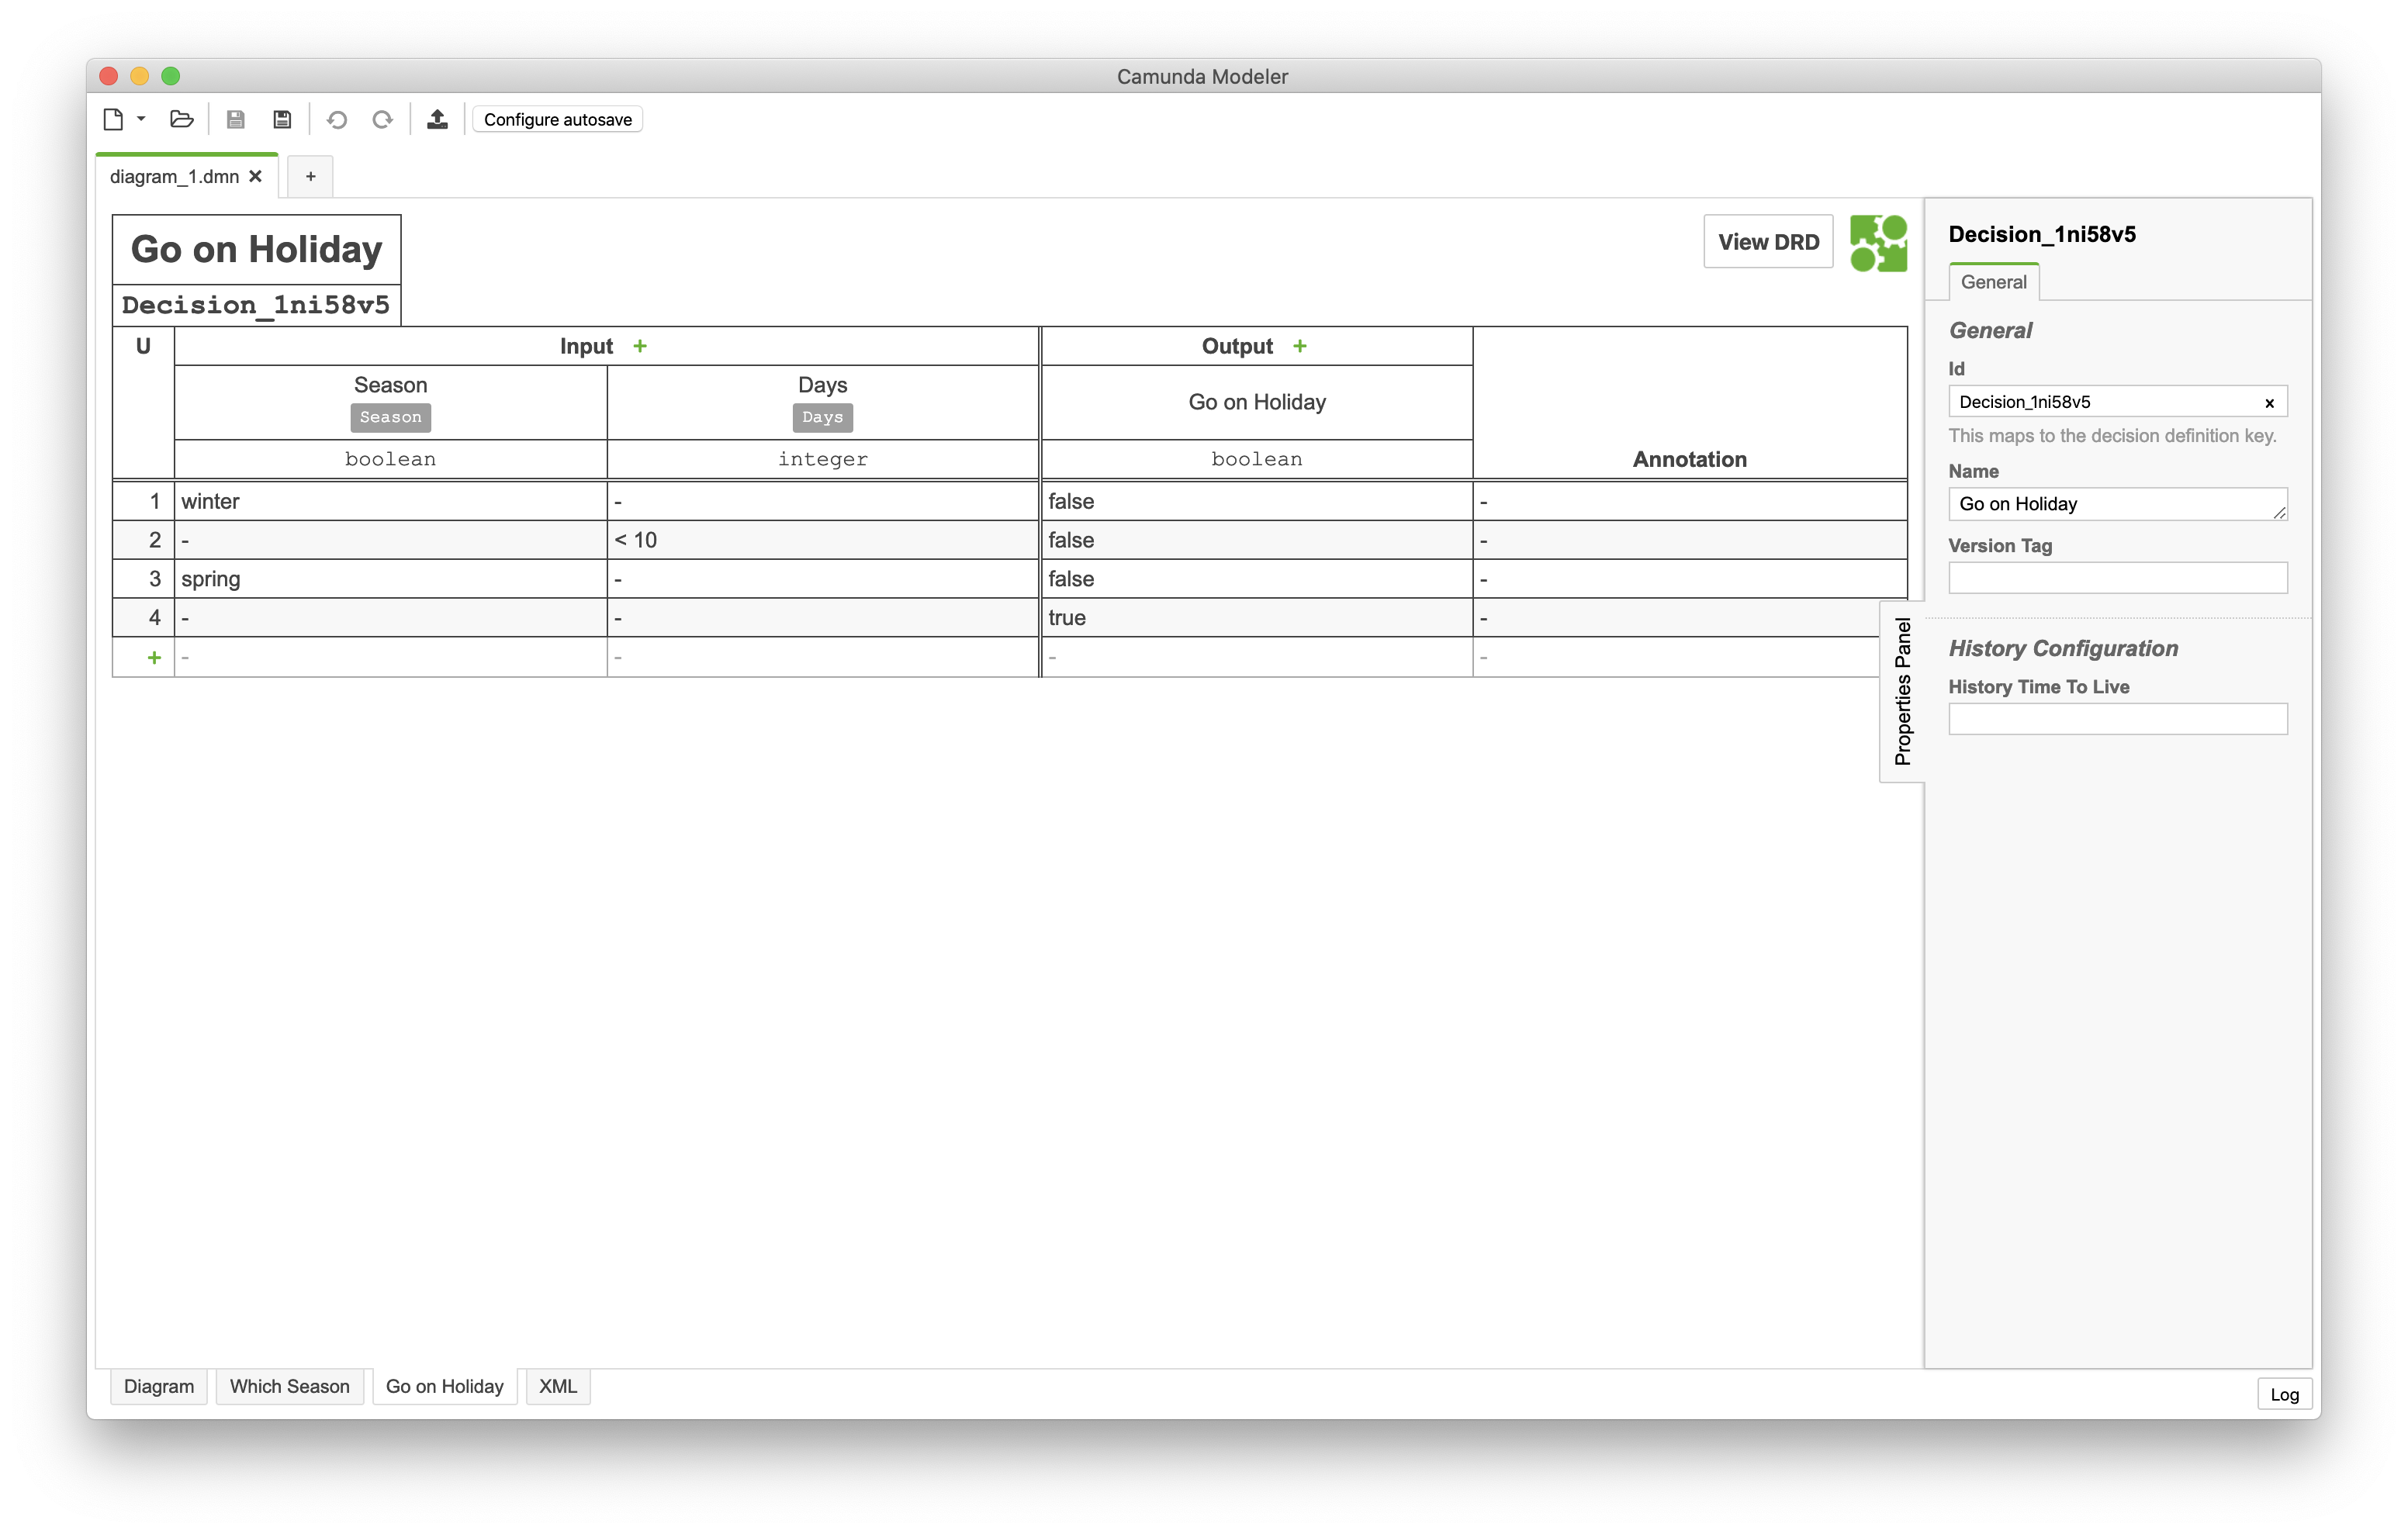 Camunda Modeler
Configure autosave
diagram_1.dmn ✕ +
Go on Holiday
Decision_1ni58v5
View DRD
U Input + Output +
Season Days Go on Holiday
Season Days
boolean integer boolean Annotation
1 winter - false -
2 - < 10 false -
3 spring - false -
4 - - true -
+ - - - -
Properties Panel
Decision_1ni58v5
General
General
Id
Decision_1ni58v5 ×
This maps to the decision definition key.
Name
Go on Holiday
Version Tag
History Configuration
History Time To Live
Diagram Which Season Go on Holiday XML
Log